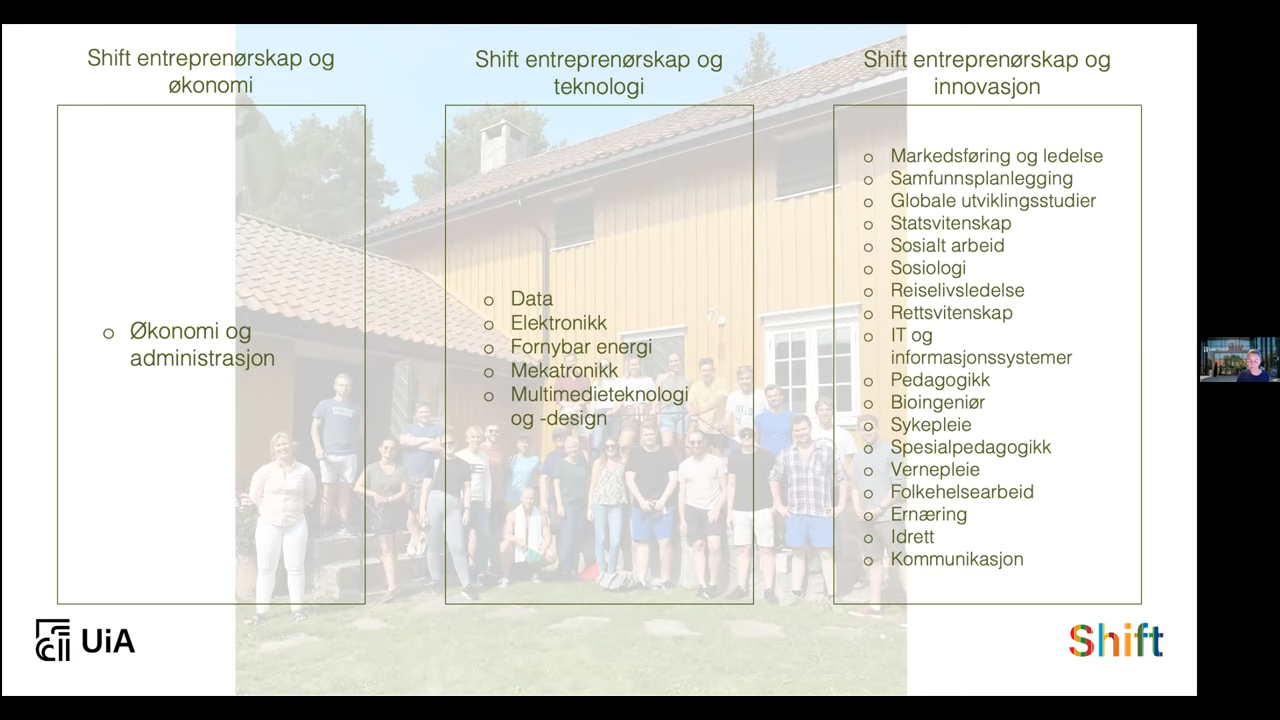 Shift entreprenørskap og
økonomi
o Økonomi og
administrasjon
Shift entreprenørskap og
teknologi
o Data
o Elektronikk
o Fornybar energi
o Mekatronikk
o Multimedieteknologi
og -design
Shift entreprenørskap og
innovasjon
o Markedsføring og ledelse
o Samfunnsplanlegging
o Globale utviklingsstudier
o Statsvitenskap
o Sosialt arbeid
o Sosiologi
o Reiselivsledelse
o Rettsvitenskap
o IT og
informasjonssystemer
o Pedagogikk
o Bioingeniør
o Sykepleie
o Spesialpedagogikk
o Vernepleie
o Folkehelsearbeid
o Ernæring
o Idrett
o Kommunikasjon
UiA
Shift